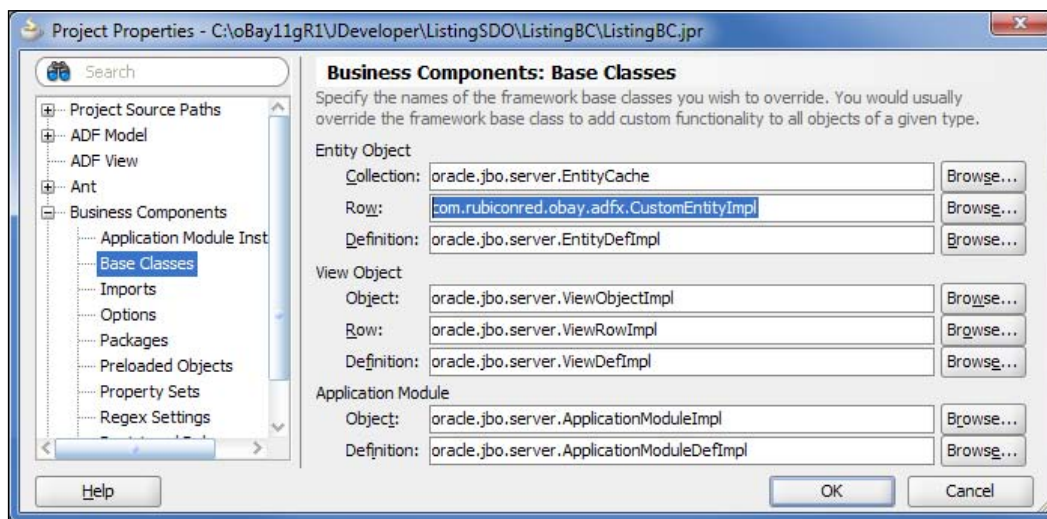 Project Properties - C:\oBay11gR1\JDeveloper\ListingSDO\ListingBC\ListingBC.jpr
Search
Project Source Paths
ADF Model
ADF View
Ant
Business Components
Application Module Inst
Base Classes
Imports
Options
Packages
Preloaded Objects
Property Sets
Regex Settings
Business Components: Base Classes
Specify the names of the framework base classes you wish to override. You would usually
override the framework base class to add custom functionality to all objects of a given type.
Entity Object
Collection: oracle.jbo.server.EntityCache Browse...
Row: com.rubiconred.obay.adfx.CustomEntityImpl Browse...
Definition: oracle.jbo.server.EntityDefImpl Browse...
View Object
Object: oracle.jbo.server.ViewObjectImpl Browse...
Row: oracle.jbo.server.ViewRowImpl Browse...
Definition: oracle.jbo.server.ViewDefImpl Browse...
Application Module
Object: oracle.jbo.server.ApplicationModuleImpl Browse...
Definition: oracle.jbo.server.ApplicationModuleDefImpl Browse...
Help OK Cancel